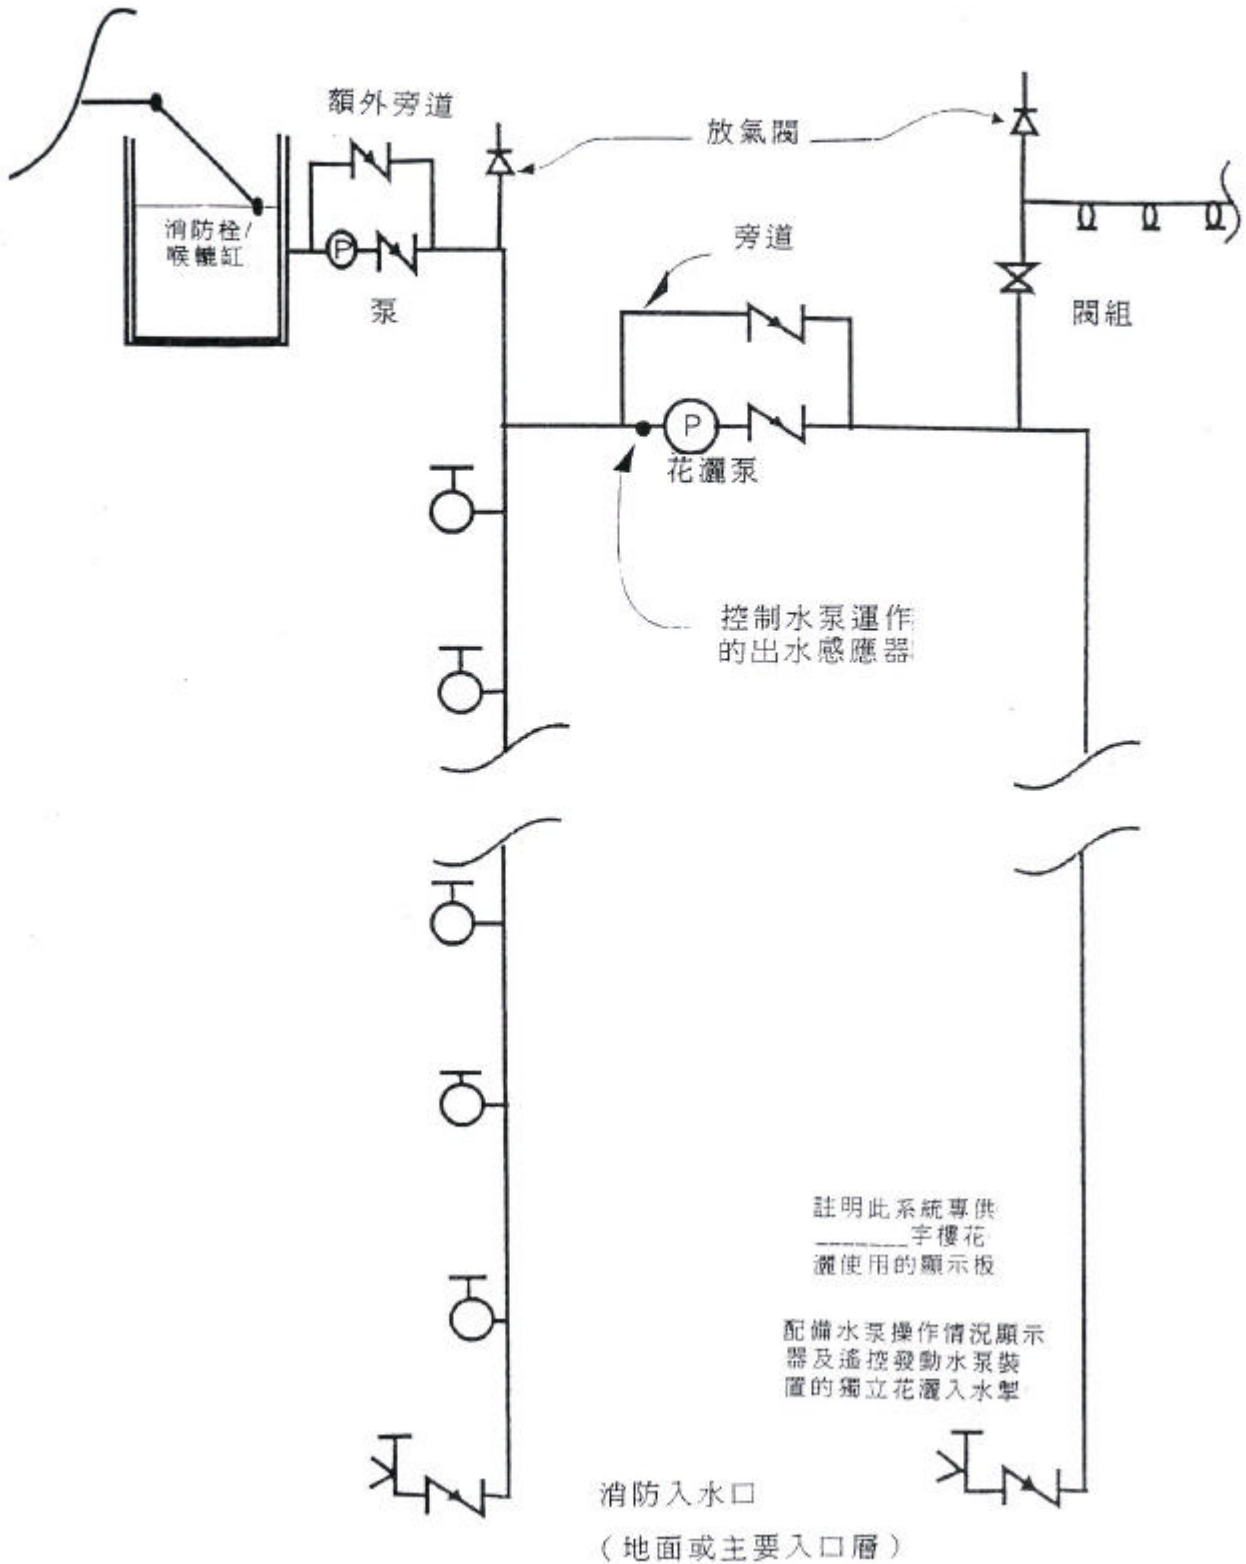 額外旁道
放氣閥
消防栓/
喉轆缸
P
旁道
泵
閥組
P
花灑泵
控制水泵運作
的出水感應器
註明此系統專供
_______字樓花
灑使用的顯示板
配備水泵操作情況顯示
器及遙控發動水泵裝
置的獨立花灑入水掣
消防入水口
(地面或主要入口層)